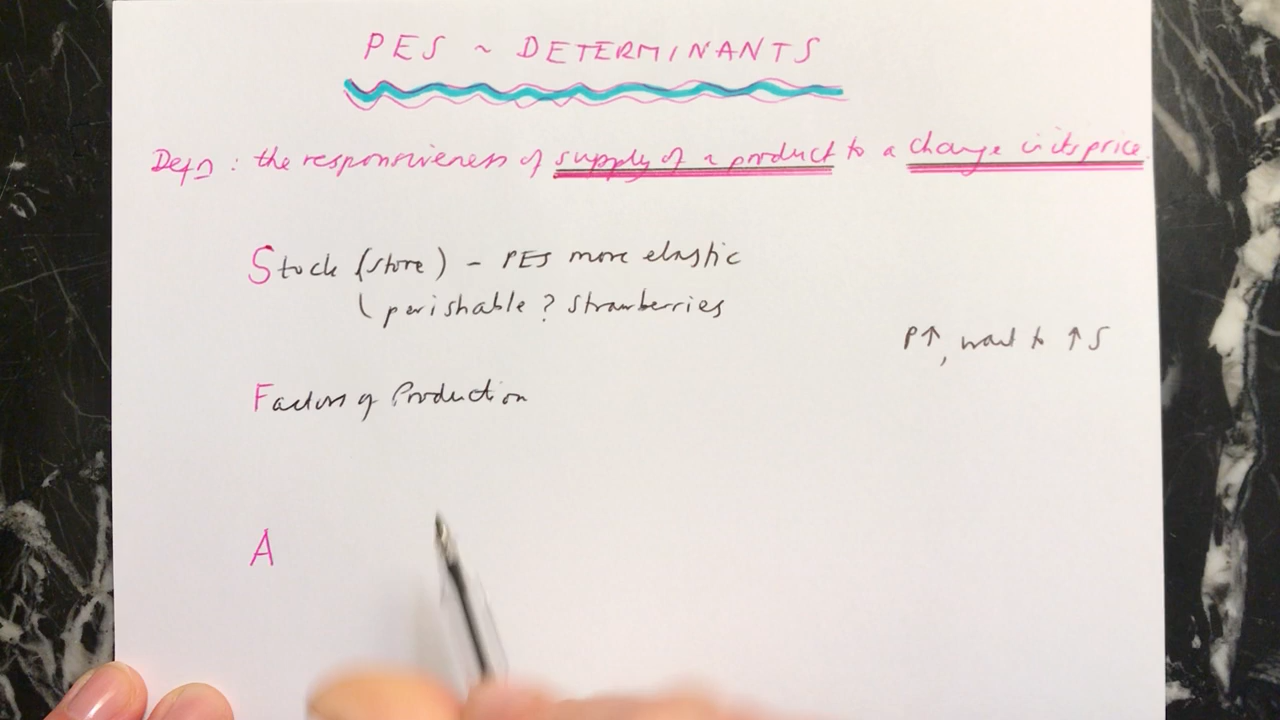 PES ~ DETERMINANTS
Defn : the responsiveness of supply of a product to a change in its price.
Stock (store) - PES more elastic
perishable ? strawberries
P↑, want to ↑ S
Factors of Production
A